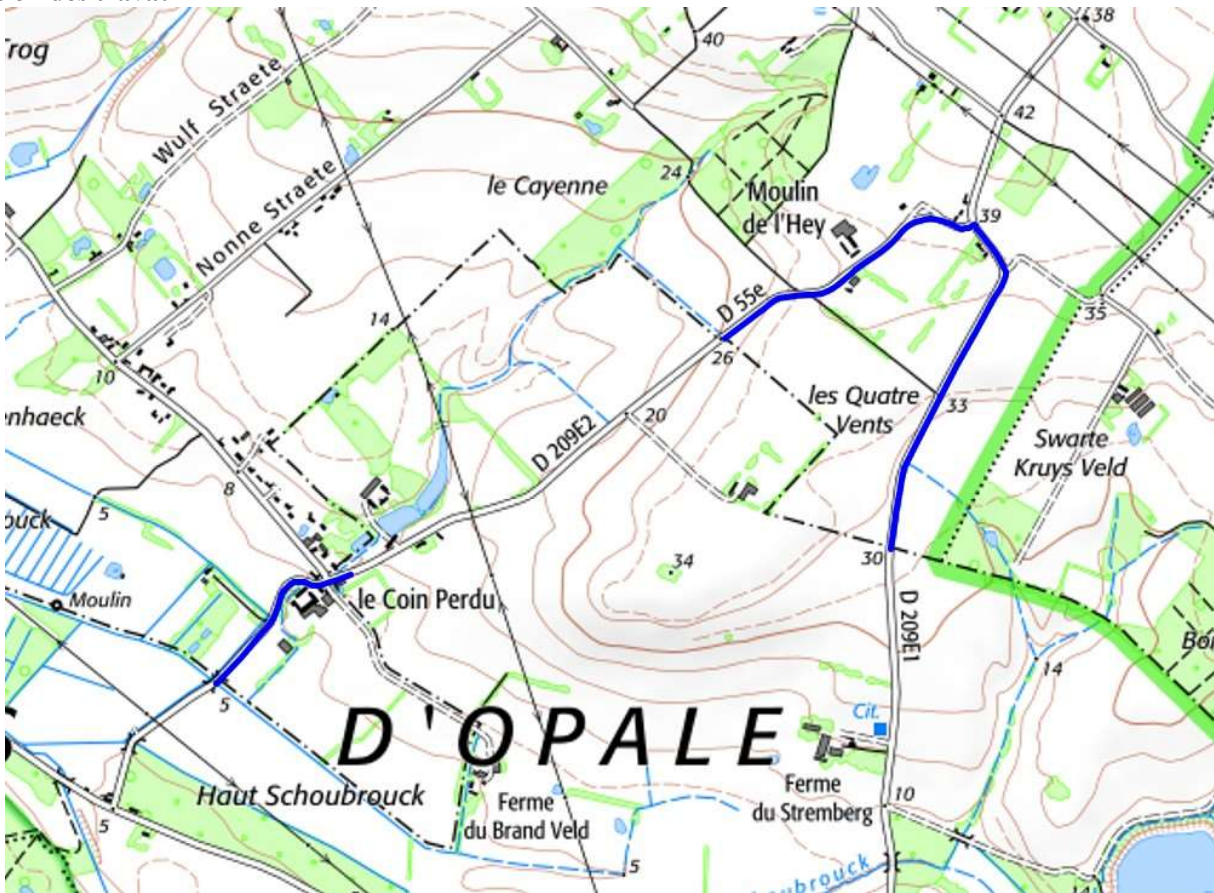 38
40
42
Wulf Straete
Nonne Straete
le Cayenne
24
Moulin
de l'Hey
39
35
14
D 55e
26
10
les Quatre
Vents
33
20
D 209E2
Swarte
Kruys Veld
8
5
34
30
Moulin
le Coin Perdu
D 209E1
14
5
D'OPALE
Cit.
Haut Schoubrouck
Ferme
du Brand Veld
Ferme
du Stremberg
10
5
5